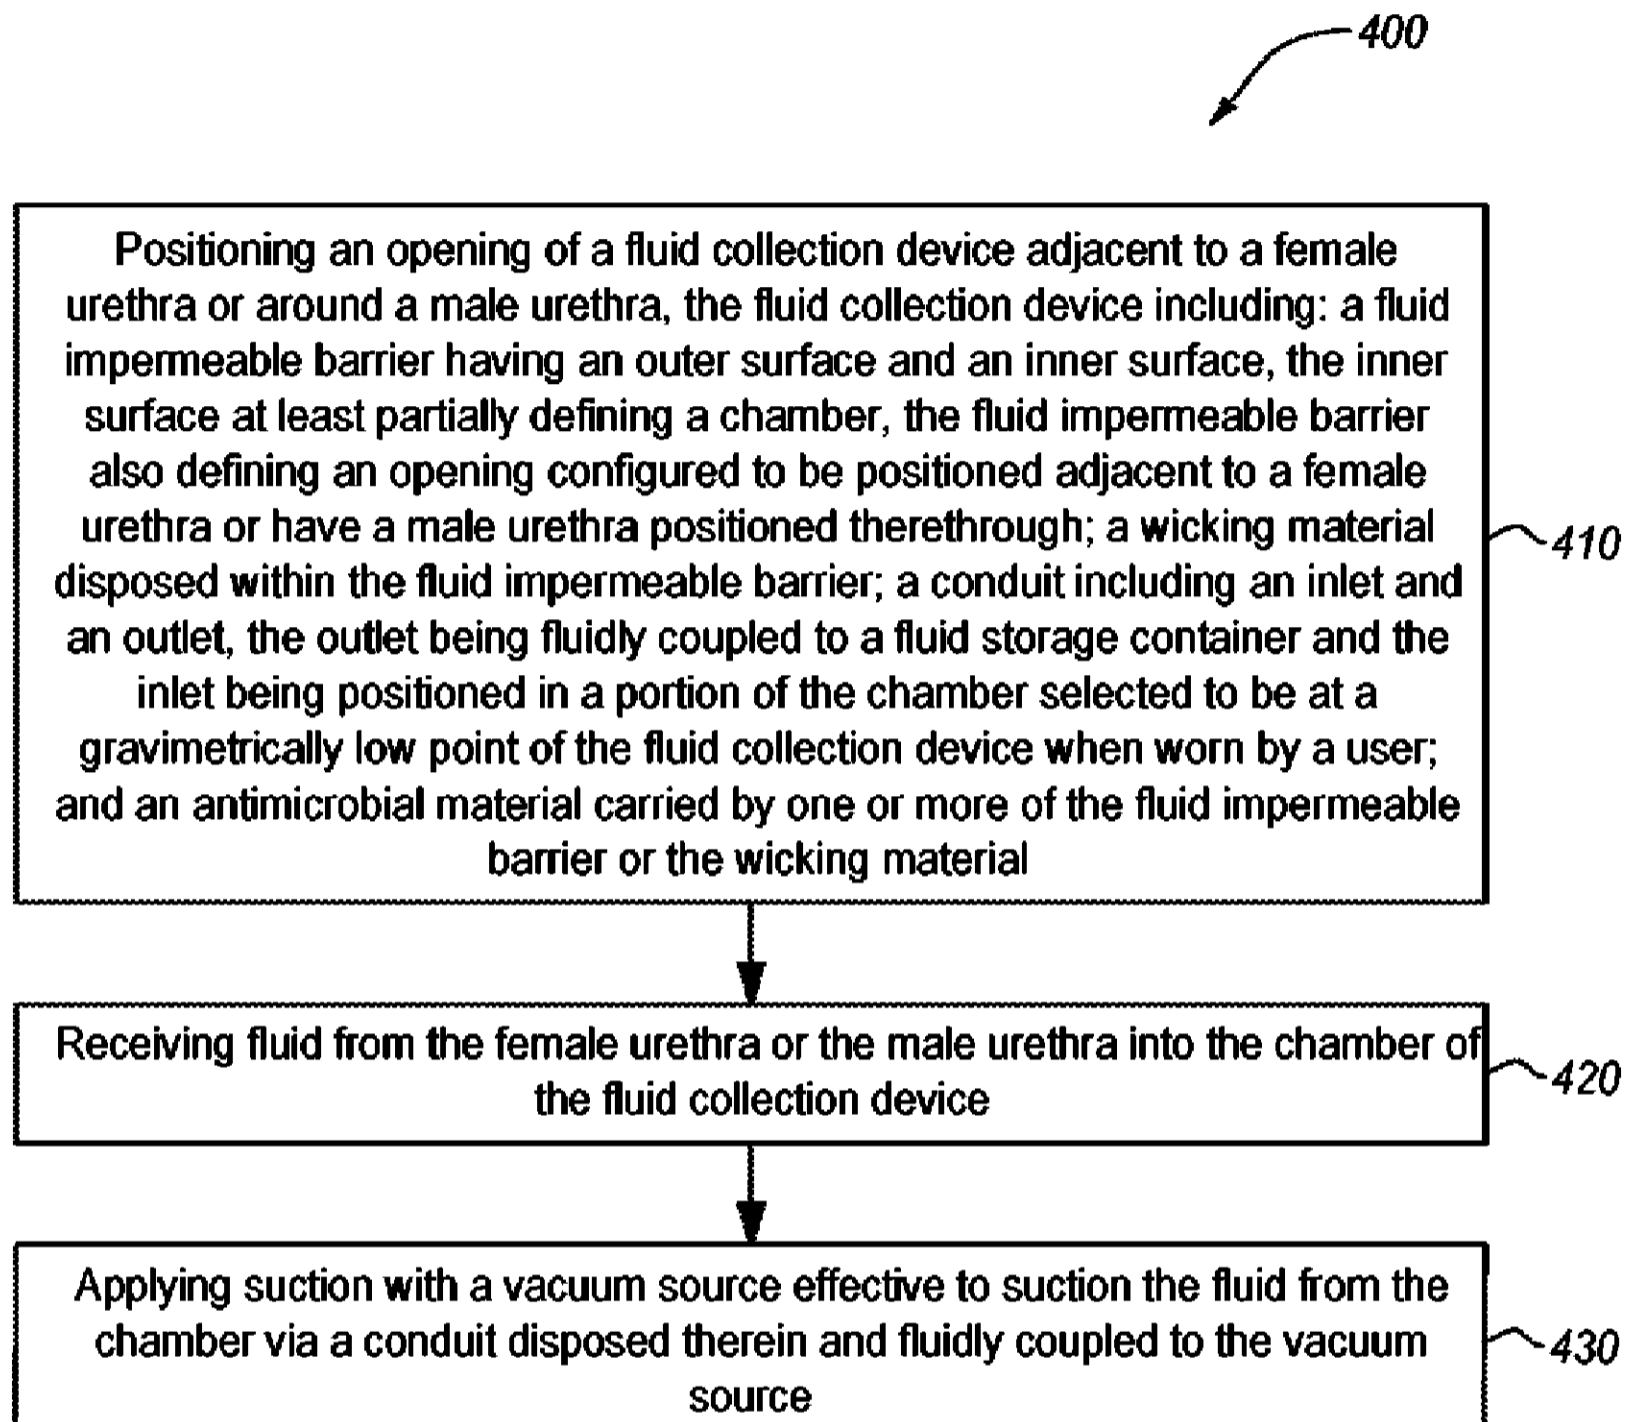 400
Positioning an opening of a fluid collection device adjacent to a female
urethra or around a male urethra, the fluid collection device including: a fluid
impermeable barrier having an outer surface and an inner surface, the inner
surface at least partially defining a chamber, the fluid impermeable barrier
also defining an opening configured to be positioned adjacent to a female
urethra or have a male urethra positioned therethrough; a wicking material
disposed within the fluid impermeable barrier; a conduit including an inlet and
an outlet, the outlet being fluidly coupled to a fluid storage container and the
inlet being positioned in a portion of the chamber selected to be at a
gravimetrically low point of the fluid collection device when worn by a user;
and an antimicrobial material carried by one or more of the fluid impermeable
barrier or the wicking material
410
Receiving fluid from the female urethra or the male urethra into the chamber of
the fluid collection device
420
Applying suction with a vacuum source effective to suction the fluid from the
chamber via a conduit disposed therein and fluidly coupled to the vacuum
source
430